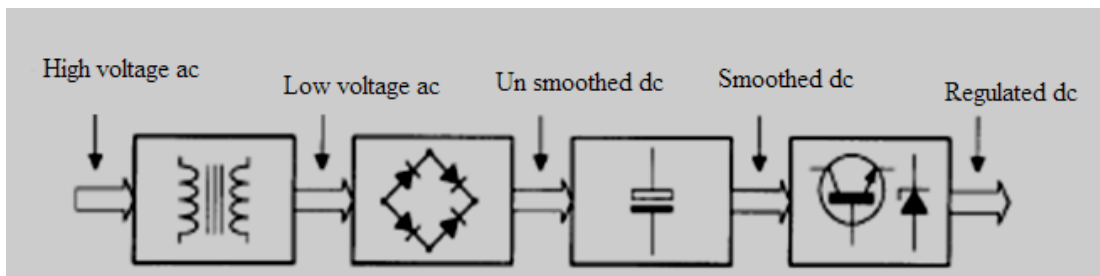 High voltage ac
Low voltage ac
Un smoothed dc
Smoothed dc
Regulated dc